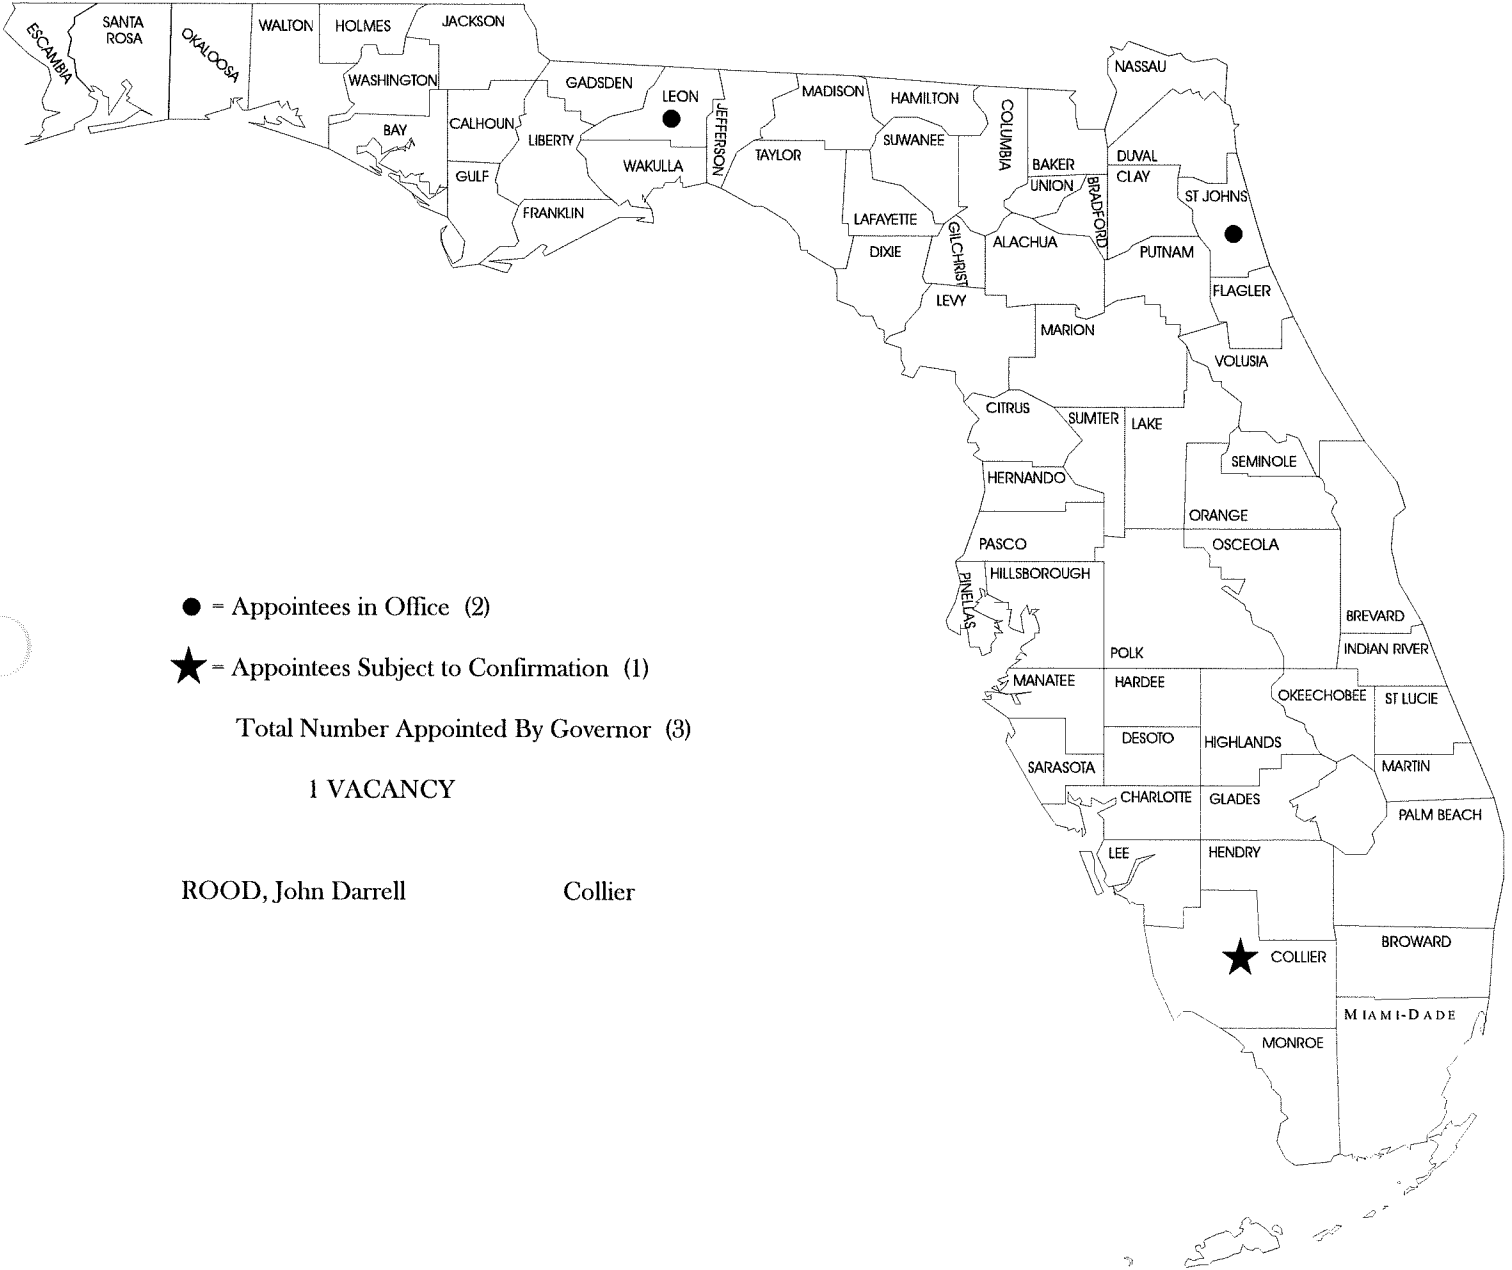 ESCAMBIA
SANTA
ROSA
OKALOOSA
WALTON
HOLMES
JACKSON
WASHINGTON
BAY
CALHOUN
GULF
GADSDEN
LIBERTY
FRANKLIN
LEON
WAKULLA
JEFFERSON
MADISON
TAYLOR
HAMILTON
SUWANEE
LAFAYETTE
DIXIE
COLUMBIA
GILCHRIST
BAKER
UNION
BRADFORD
ALACHUA
LEVY
NASSAU
DUVAL
CLAY
ST JOHNS
PUTNAM
FLAGLER
MARION
VOLUSIA
CITRUS
SUMTER
LAKE
SEMINOLE
HERNANDO
ORANGE
PASCO
OSCEOLA
PINELLAS
HILLSBOROUGH
POLK
BREVARD
INDIAN RIVER
MANATEE
HARDEE
OKEECHOBEE
ST LUCIE
DESOTO
HIGHLANDS
SARASOTA
MARTIN
CHARLOTTE
GLADES
PALM BEACH
LEE
HENDRY
COLLIER
BROWARD
MIAMI-DADE
MONROE
= Appointees in Office (2)
= Appointees Subject to Confirmation (1)
Total Number Appointed By Governor (3)
1 VACANCY
ROOD, John Darrell Collier